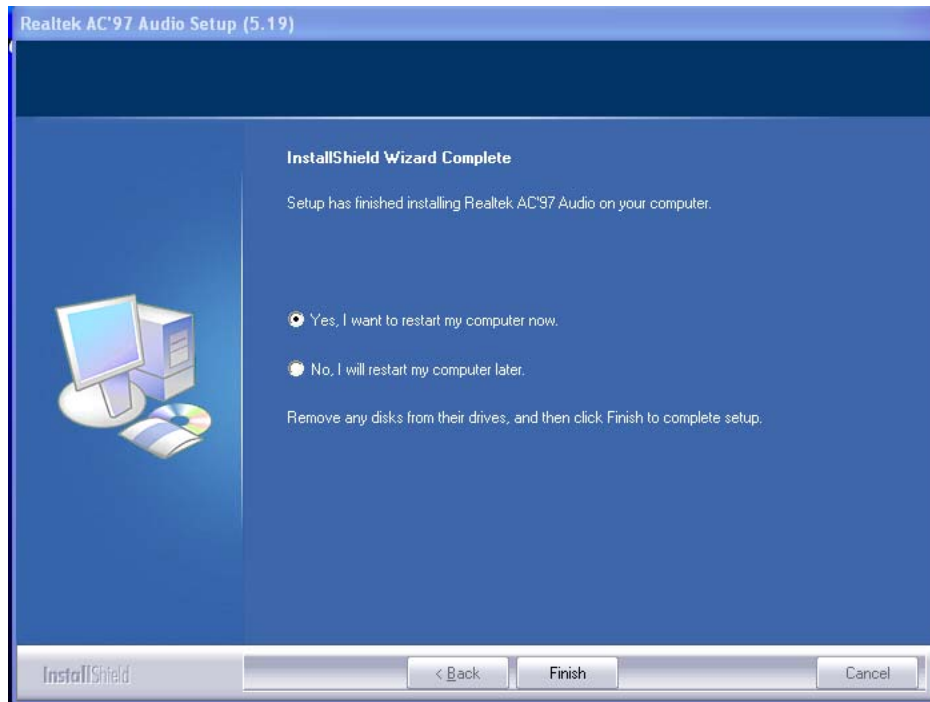 Realtek AC'97 Audio Setup (5.19)
InstallShield Wizard Complete
Setup has finished installing Realtek AC'97 Audio on your computer.
Yes, I want to restart my computer now.
No, I will restart my computer later.
Remove any disks from their drives, and then click Finish to complete setup.
InstallShield
< Back
Finish
Cancel